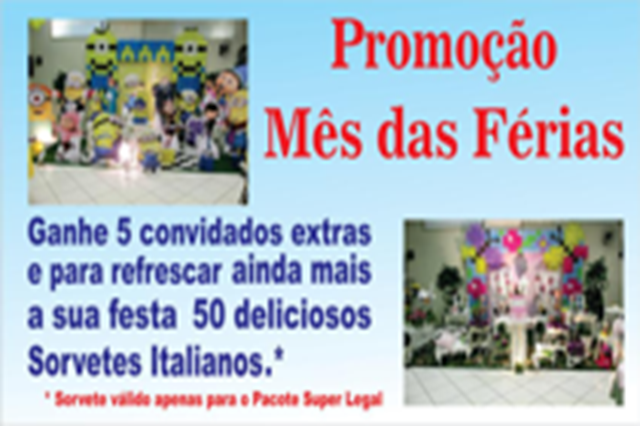 Promoção
Mês das Férias
Ganhe 5 convidados extras
e para refrescar ainda mais
a sua festa 50 deliciosos
Sorvetes Italianos.*
* Sorvete válido apenas para o Pacote Super Legal